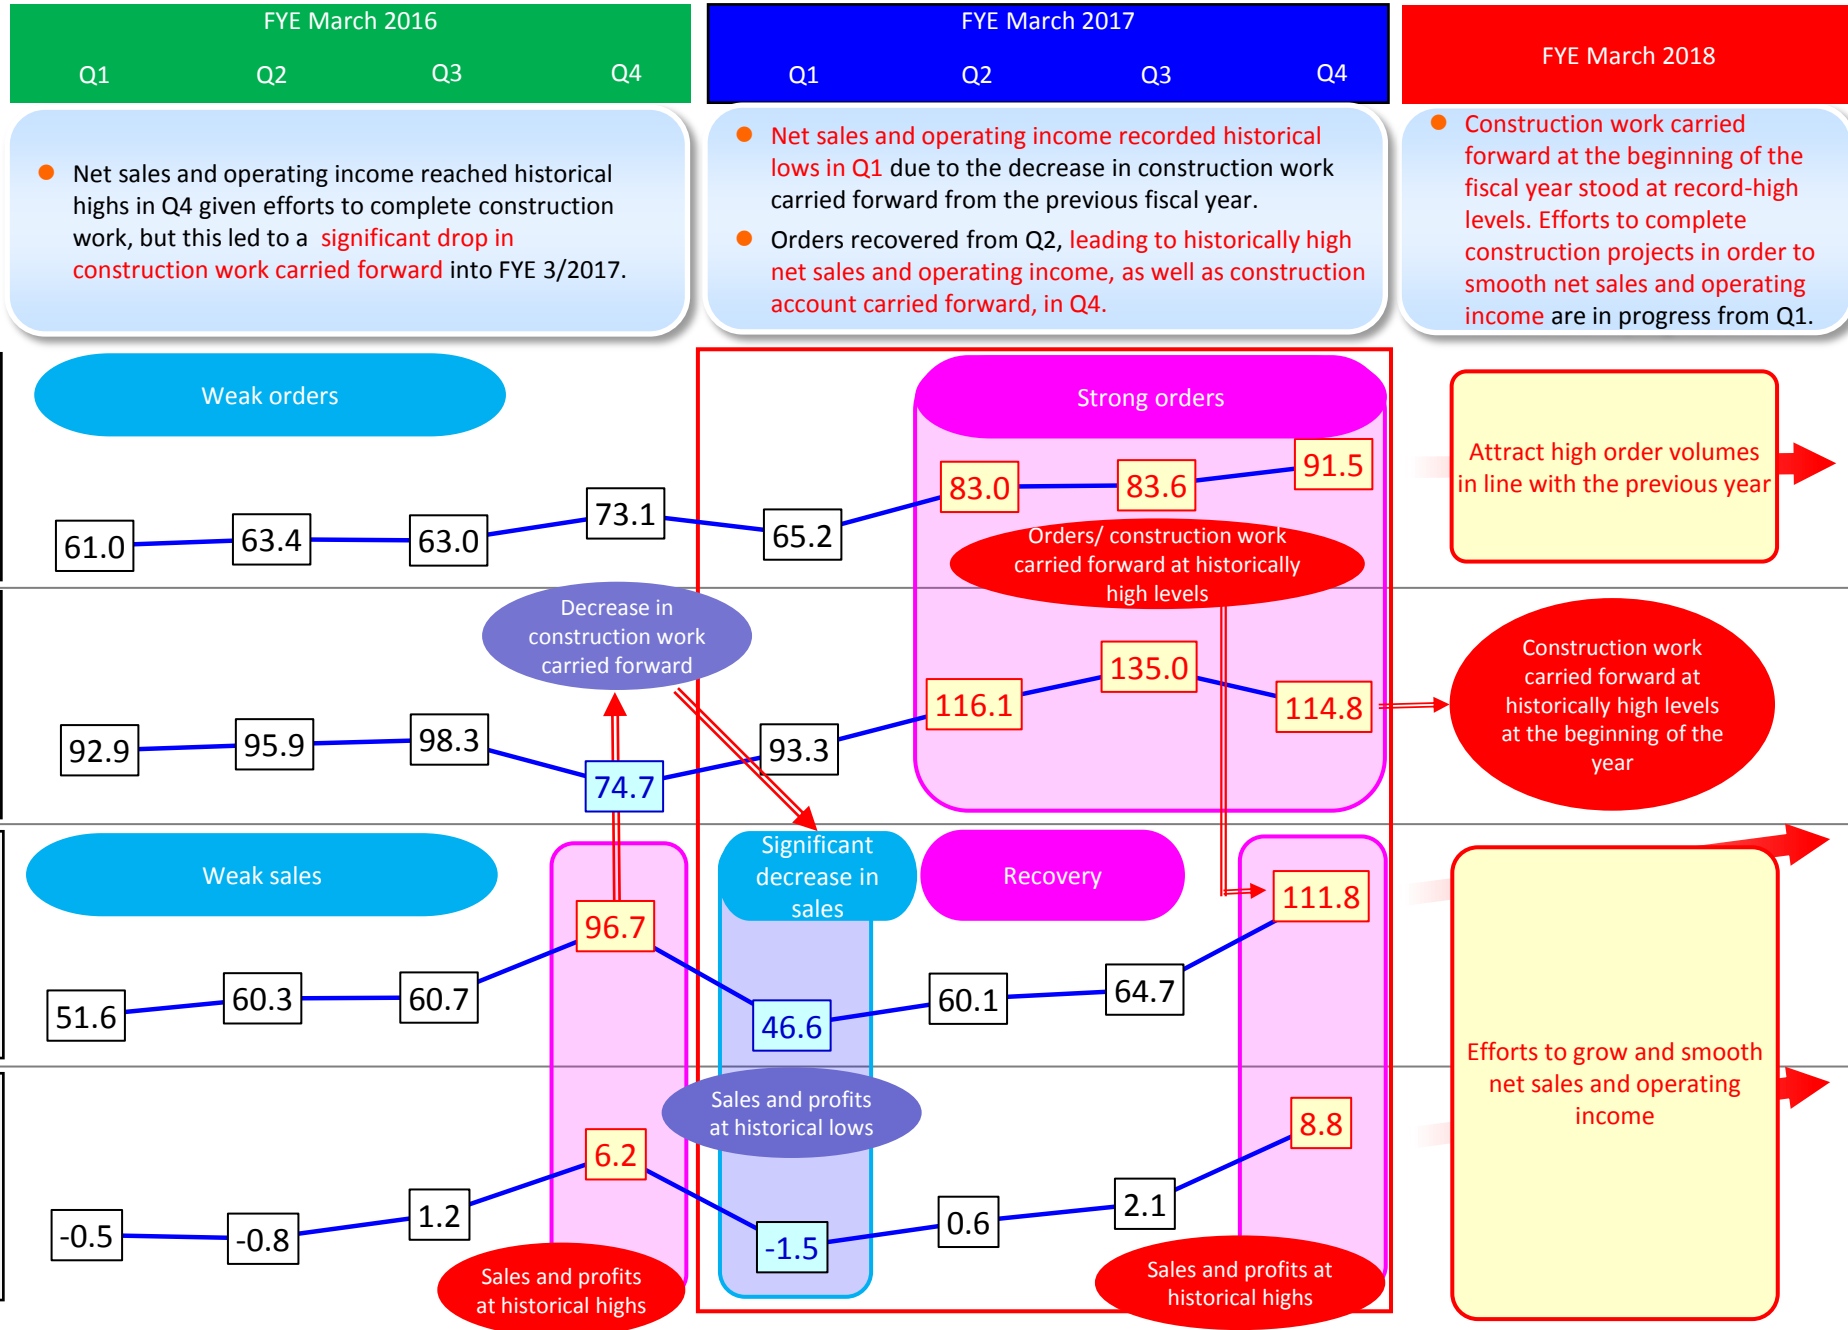 FYE March 2016
Q1 Q2 Q3 Q4
FYE March 2017
Q1 Q2 Q3 Q4
FYE March 2018
● Net sales and operating income reached historical
highs in Q4 given efforts to complete construction
work, but this led to a significant drop in
construction work carried forward into FYE 3/2017.
● Net sales and operating income recorded historical
lows in Q1 due to the decrease in construction work
carried forward from the previous fiscal year.
● Orders recovered from Q2, leading to historically high
net sales and operating income, as well as construction
account carried forward, in Q4.
● Construction work carried
forward at the beginning of the
fiscal year stood at record-high
levels. Efforts to complete
construction projects in order to
smooth net sales and operating
income are in progress from Q1.
Weak orders
Strong orders
61.0 63.4 63.0 73.1 65.2 83.0 83.6 91.5
Attract high order volumes
in line with the previous year
Orders/ construction work
carried forward at historically
high levels
Decrease in
construction work
carried forward
92.9 95.9 98.3 74.7 93.3 116.1 135.0 114.8
Construction work
carried forward at
historically high levels
at the beginning of the
year
Weak sales
Significant
decrease in
sales
Recovery
51.6 60.3 60.7 96.7 46.6 60.1 64.7 111.8
Efforts to grow and smooth
net sales and operating
income
Sales and profits
at historical lows
-0.5 -0.8 1.2 6.2 -1.5 0.6 2.1 8.8
Sales and profits
at historical highs
Sales and profits at
historical highs